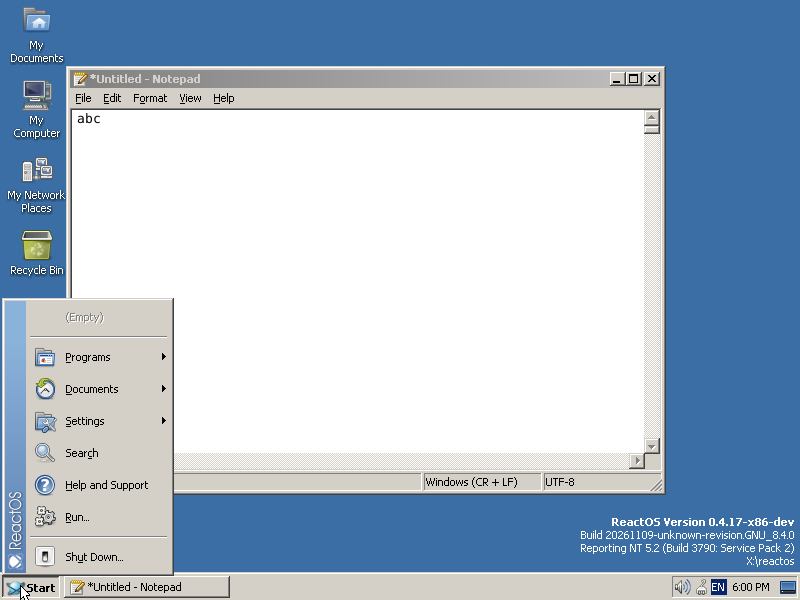 My
Documents
My
Computer
My Network
Places
Recycle Bin
*Untitled - Notepad
File Edit Format View Help
abc
Windows (CR + LF) UTF-8
(Empty)
Programs
Documents
Settings
Search
Help and Support
Run...
Shut Down...
ReactOS
ReactOS Version 0.4.17-x86-dev
Build 20261109-unknown-revision.GNU_8.4.0
Reporting NT 5.2 (Build 3790: Service Pack 2)
X:\reactos
Start *Untitled - Notepad EN 6:00 PM